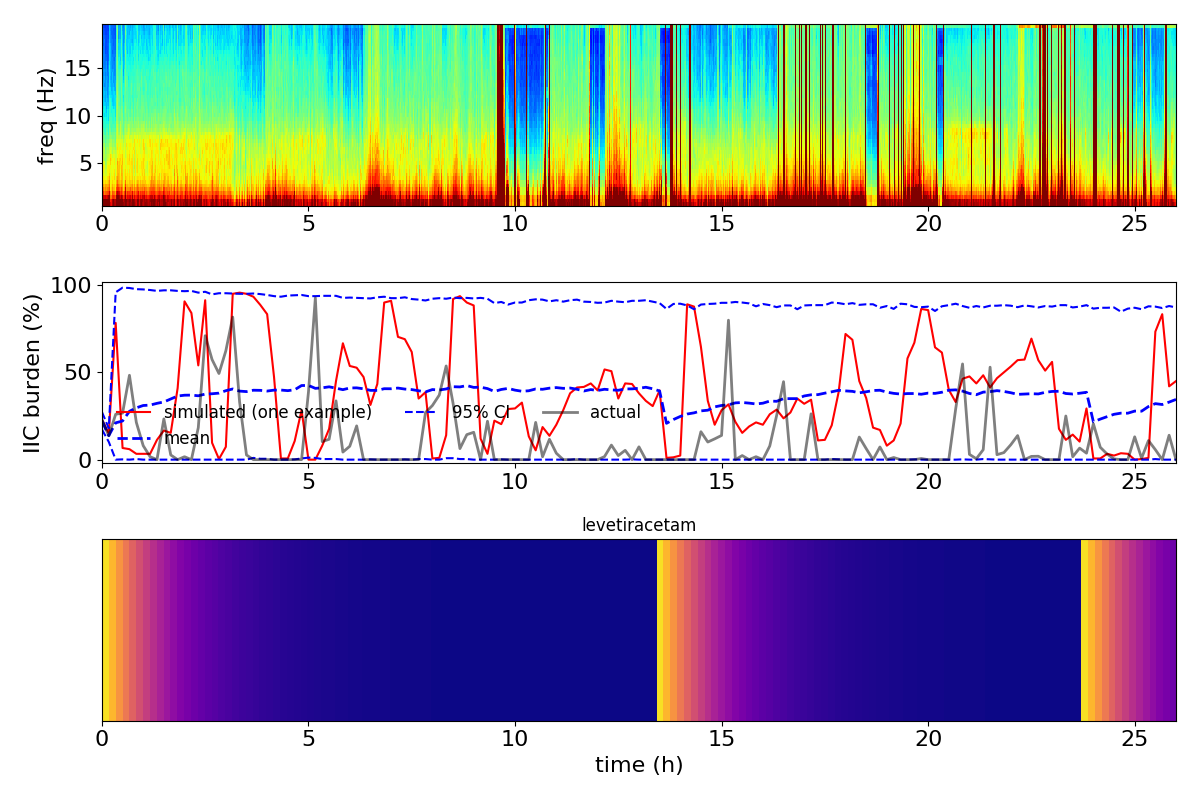 freq (Hz)
15
10
5
0 5 10 15 20 25
IIC burden (%)
100
50
0
simulated (one example) 95% CI actual
mean
0 5 10 15 20 25
levetiracetam
0 5 10 15 20 25
time (h)